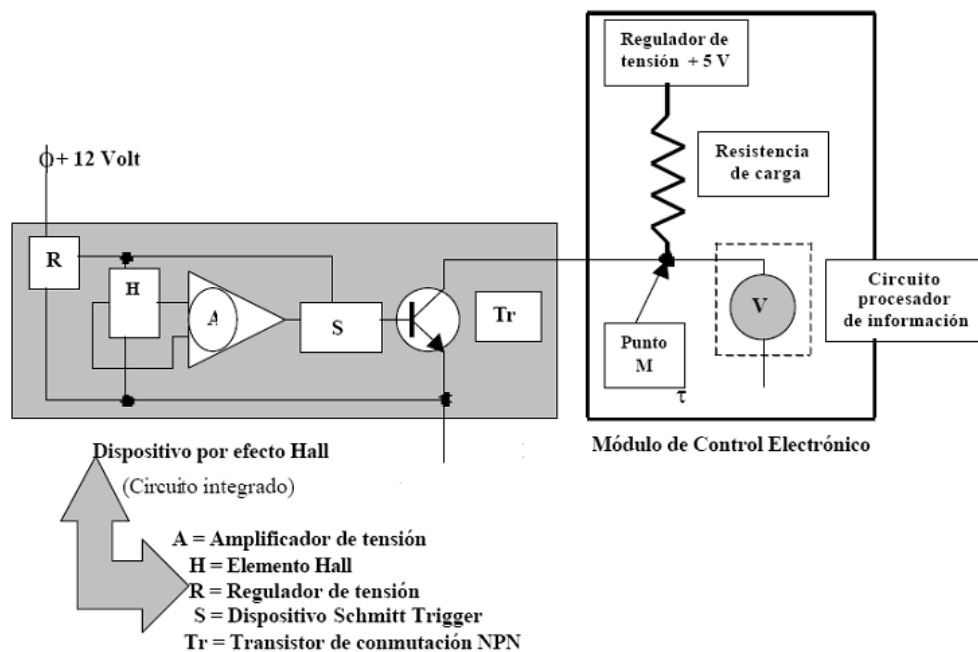 Regulador de
tensión + 5 V
+ 12 Volt
Resistencia
de carga
R
H
A
S
Tr
V
Circuito
procesador
de información
Punto
M
τ
Módulo de Control Electrónico
Dispositivo por efecto Hall
(Circuito integrado)
A = Amplificador de tensión
H = Elemento Hall
R = Regulador de tensión
S = Dispositivo Schmitt Trigger
Tr = Transistor de conmutación NPN